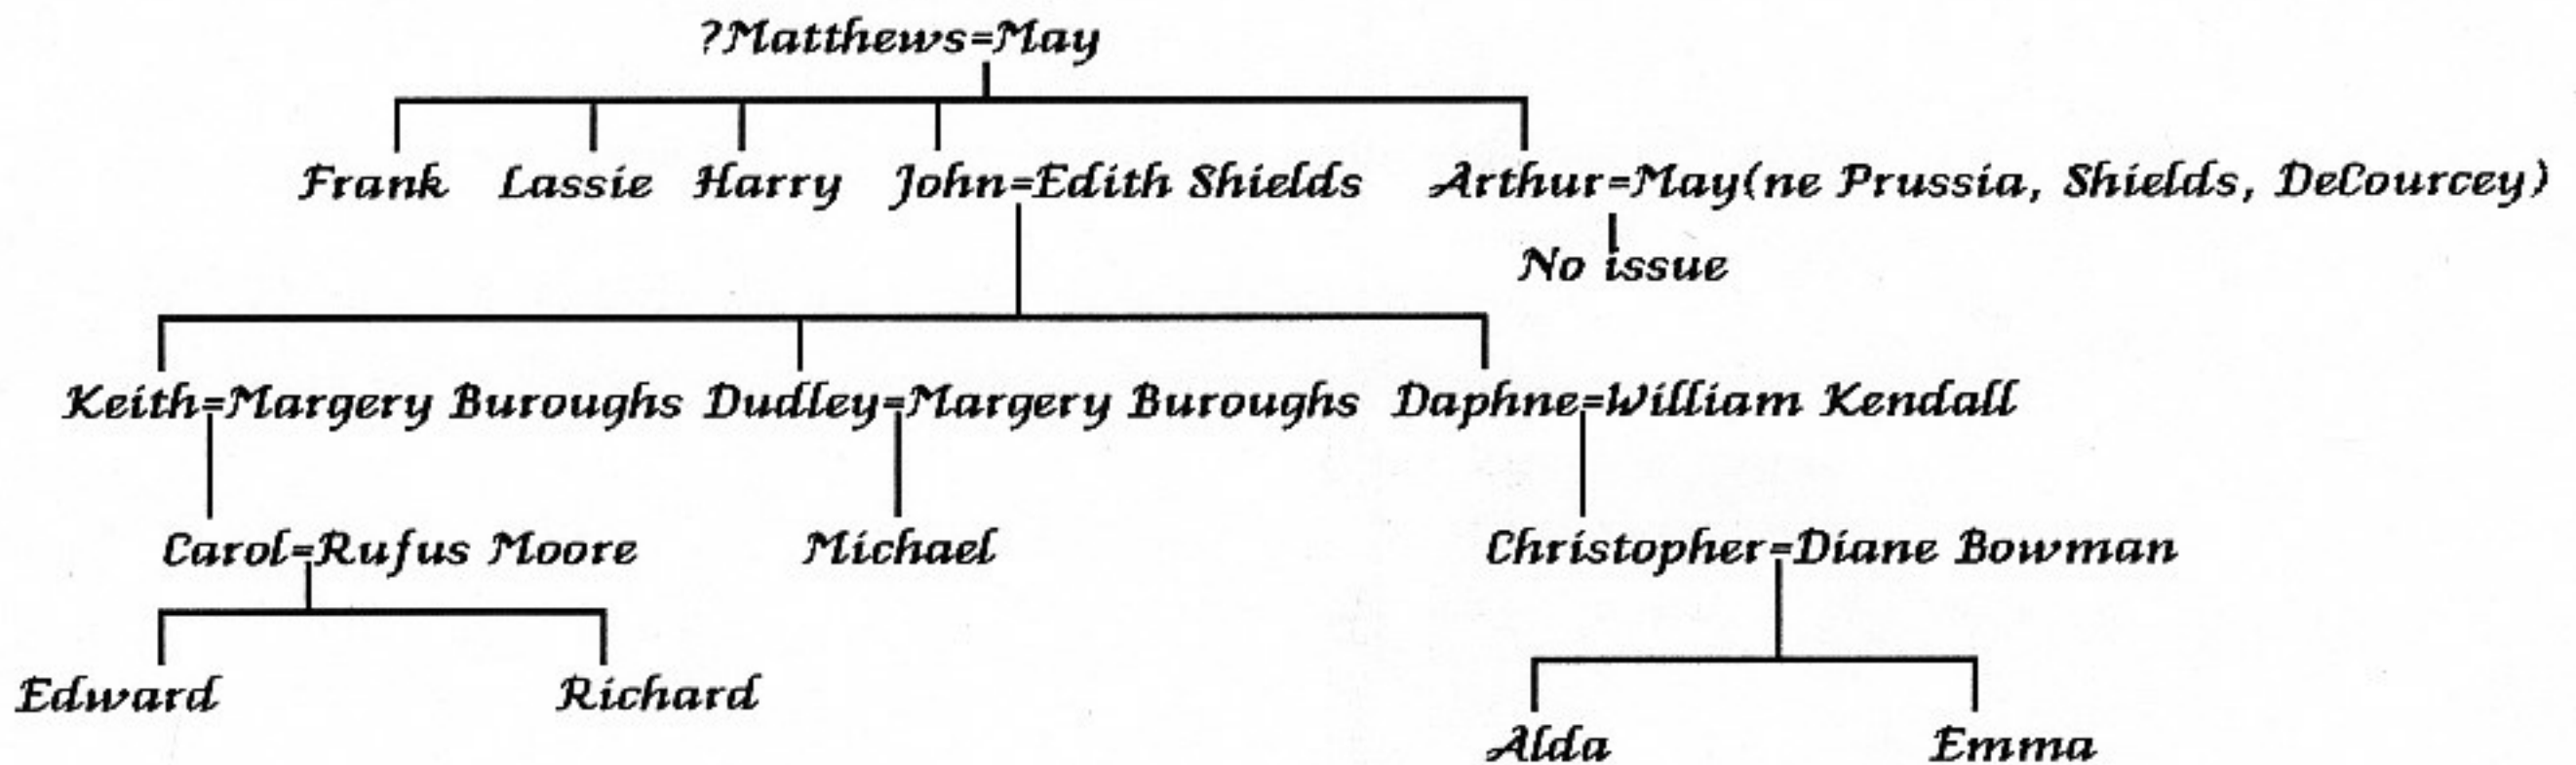 ?Matthews=May
Frank Lassie Harry John=Edith Shields Arthur=May(ne Prussia, Shields, DeCourcey)
No issue
Keith=Margery Buroughs Dudley=Margery Buroughs Daphne=William Kendall
Carol=Rufus Moore Michael Christopher=Diane Bowman
Edward Richard
Alda Emma